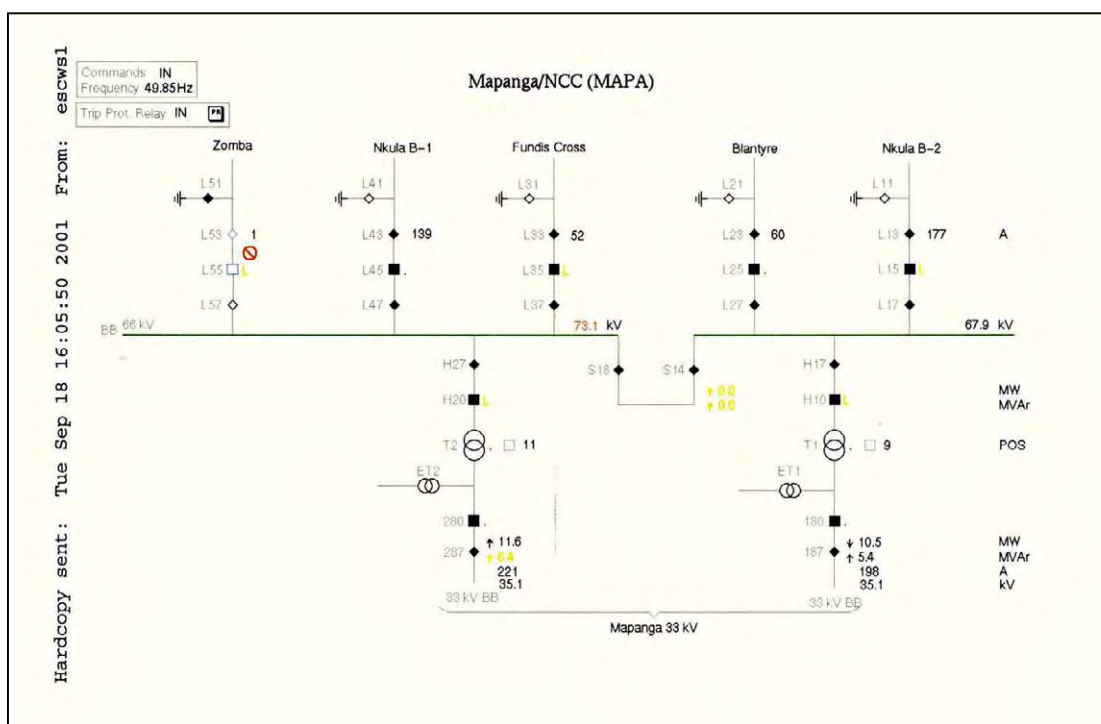 Hardcopy sent: Tue Sep 18 16:05:50 2001 From: escws1
Commands IN
Frequency 49.85Hz
Trip Prot. Relay IN PR
Mapanga/NCC (MAPA)
Zomba Nkula B-1 Fundis Cross Blantyre Nkula B-2
L51 L41 L31 L21 L11
L53 1 L43 139 L33 52 L23 60 L13 177 A
L55 L L45 . L35 L L25 . L15 L
L57 L47 L37 L27 L17
BB 66 kV 73.1 kV 67.9 kV
H27 S18 S14 H17
↑ 0.0 MW
H20 L ↑ 0.0 H10 L MVAr
T2 . 11 T1 . 9 POS
ET2 ET1
280 . 180 .
↑ 11.6 ↓ 10.5 MW
287 ↑ 6.4 187 ↑ 5.4 MVAr
221 198 A
35.1 35.1 kV
33 kV BB 33 kV BB
Mapanga 33 kV